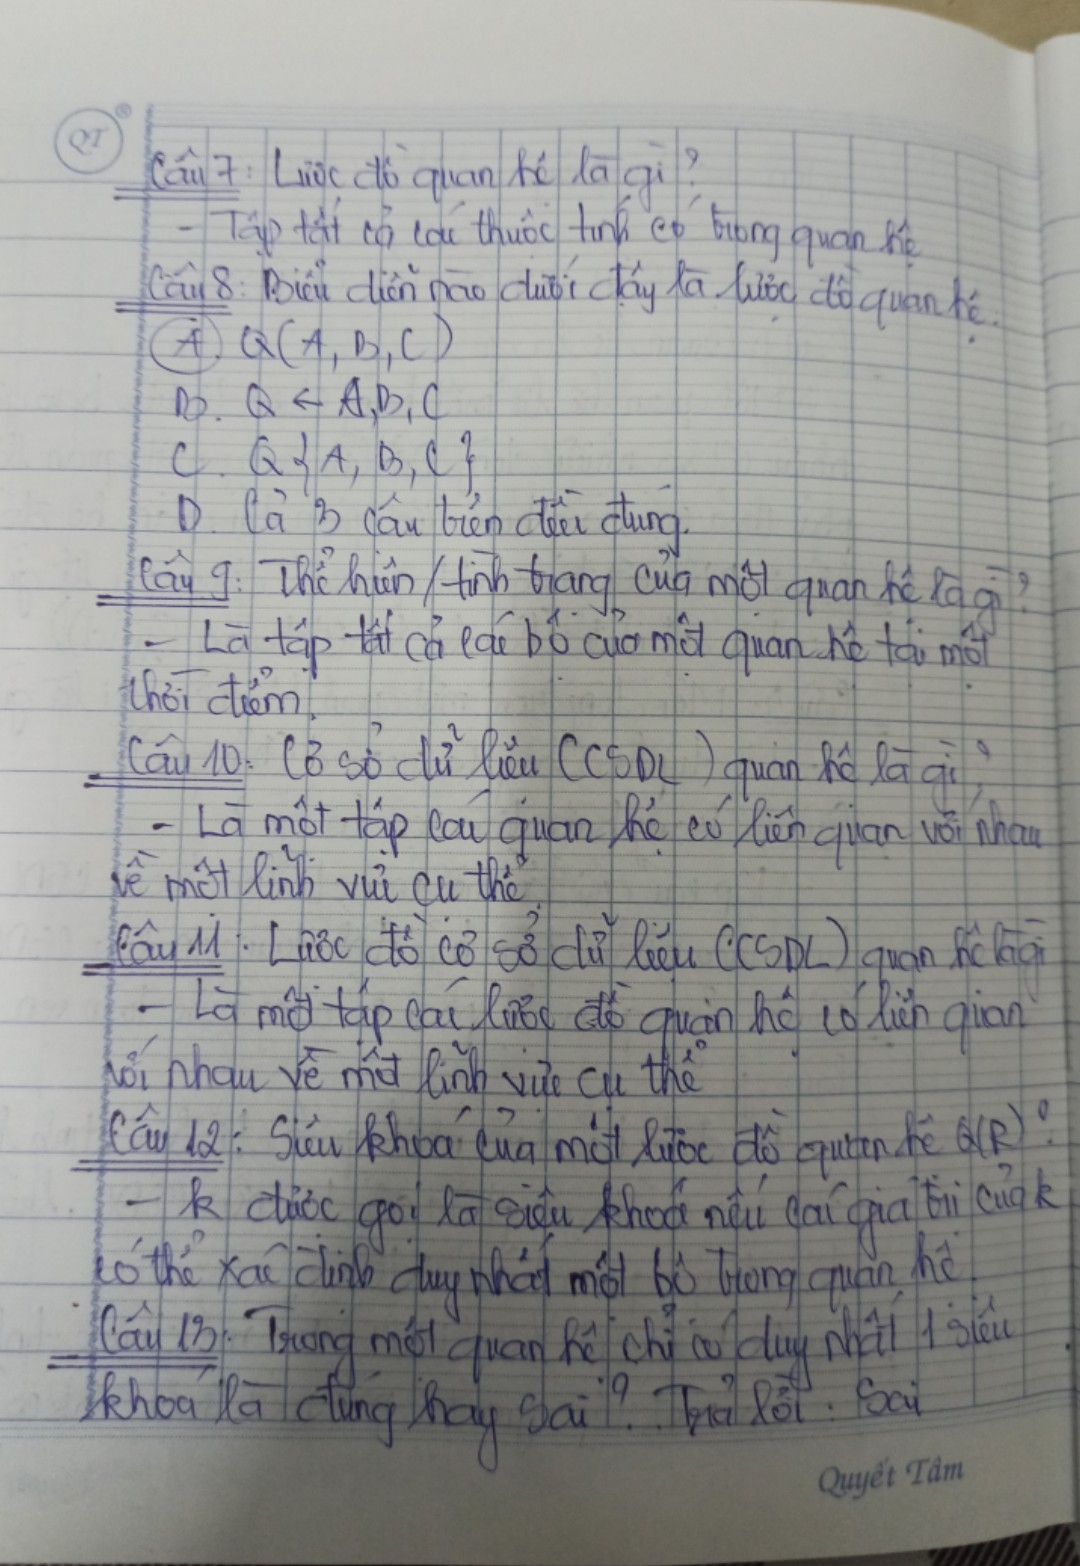 QT
Câu 7: Lược đồ quan hệ là gì?
- Tập tất cả các thuộc tính có trong quan hệ
Câu 8: Biểu diễn nào dưới đây là lược đồ quan hệ.
A. Q(A, B, C)
B. Q ← A, B, C
C. Q{A, B, C}
D. Cả 3 câu trên đều đúng.
Câu 9: Thể hiện / tình trạng của một quan hệ là gì?
- Là tập tất cả các bộ của một quan hệ tại một
thời điểm.
Câu 10: Cơ sở dữ liệu (CSDL) quan hệ là gì?
- Là một tập các quan hệ có liên quan với nhau
về một lĩnh vực cụ thể.
Câu 11: Lược đồ cơ sở dữ liệu (CSDL) quan hệ là gì
- Là một tập các lược đồ quan hệ có liên quan
với nhau về một lĩnh vực cụ thể
Câu 12: Siêu khoá của một lược đồ quan hệ Q(R)?
- K được gọi là siêu khoá nếu các giá trị của K
có thể xác định duy nhất một bộ trong quan hệ.
Câu 13: Trong một quan hệ chỉ có duy nhất 1 siêu
khoá là đúng hay sai? Trả lời: Sai
Quyết Tâm